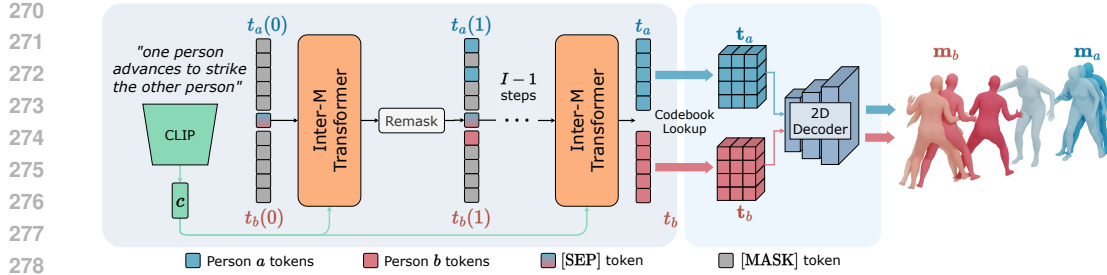 270
271
272
273
274
275
276
277
278
"one person
advances to strike
the other person"
CLIP
c
t_a(0)
t_b(0)
Inter-M
Transformer
Remask
t_a(1)
t_b(1)
I − 1
steps
...
Inter-M
Transformer
t_a
t_b
Codebook
Lookup
t_a
t_b
2D
Decoder
m_b
m_a
Person a tokens
Person b tokens
[SEP] token
[MASK] token